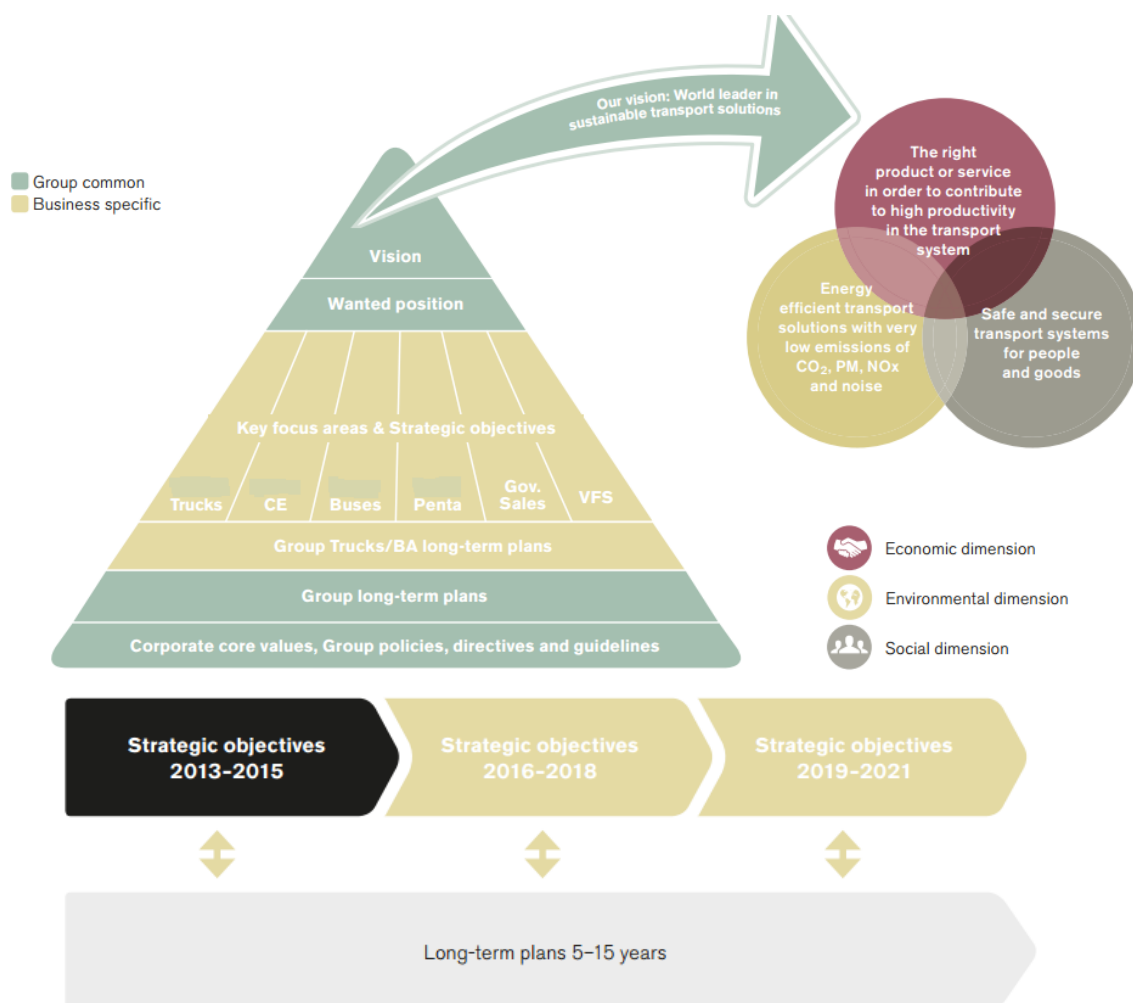 Our vision: World leader in
sustainable transport solutions
Group common
Business specific
The right
product or service
in order to contribute
to high productivity
in the transport
system
Vision
Wanted position
Energy
efficient transport
solutions with very
low emissions of
CO₂, PM, NOx
and noise
Safe and secure
transport systems
for people
and goods
Key focus areas & Strategic objectives
Trucks
CE
Buses
Penta
Gov.
Sales
VFS
Group Trucks/BA long-term plans
Group long-term plans
Corporate core values, Group policies, directives and guidelines
Economic dimension
Environmental dimension
Social dimension
Strategic objectives
2013–2015
Strategic objectives
2016–2018
Strategic objectives
2019–2021
Long-term plans 5–15 years